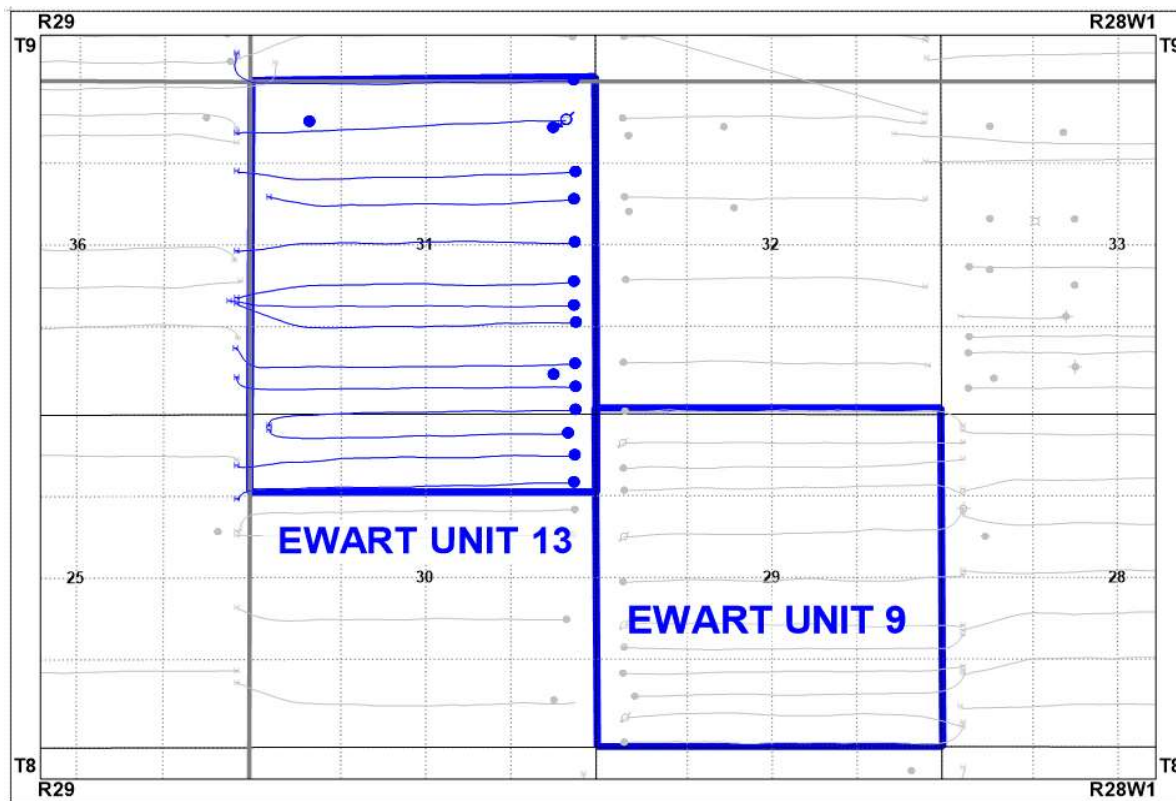 R29 R28W1
T9 T9
36 31 32 33
EWART UNIT 13
25 30 29 28
EWART UNIT 9
T8 T8
R29 R28W1